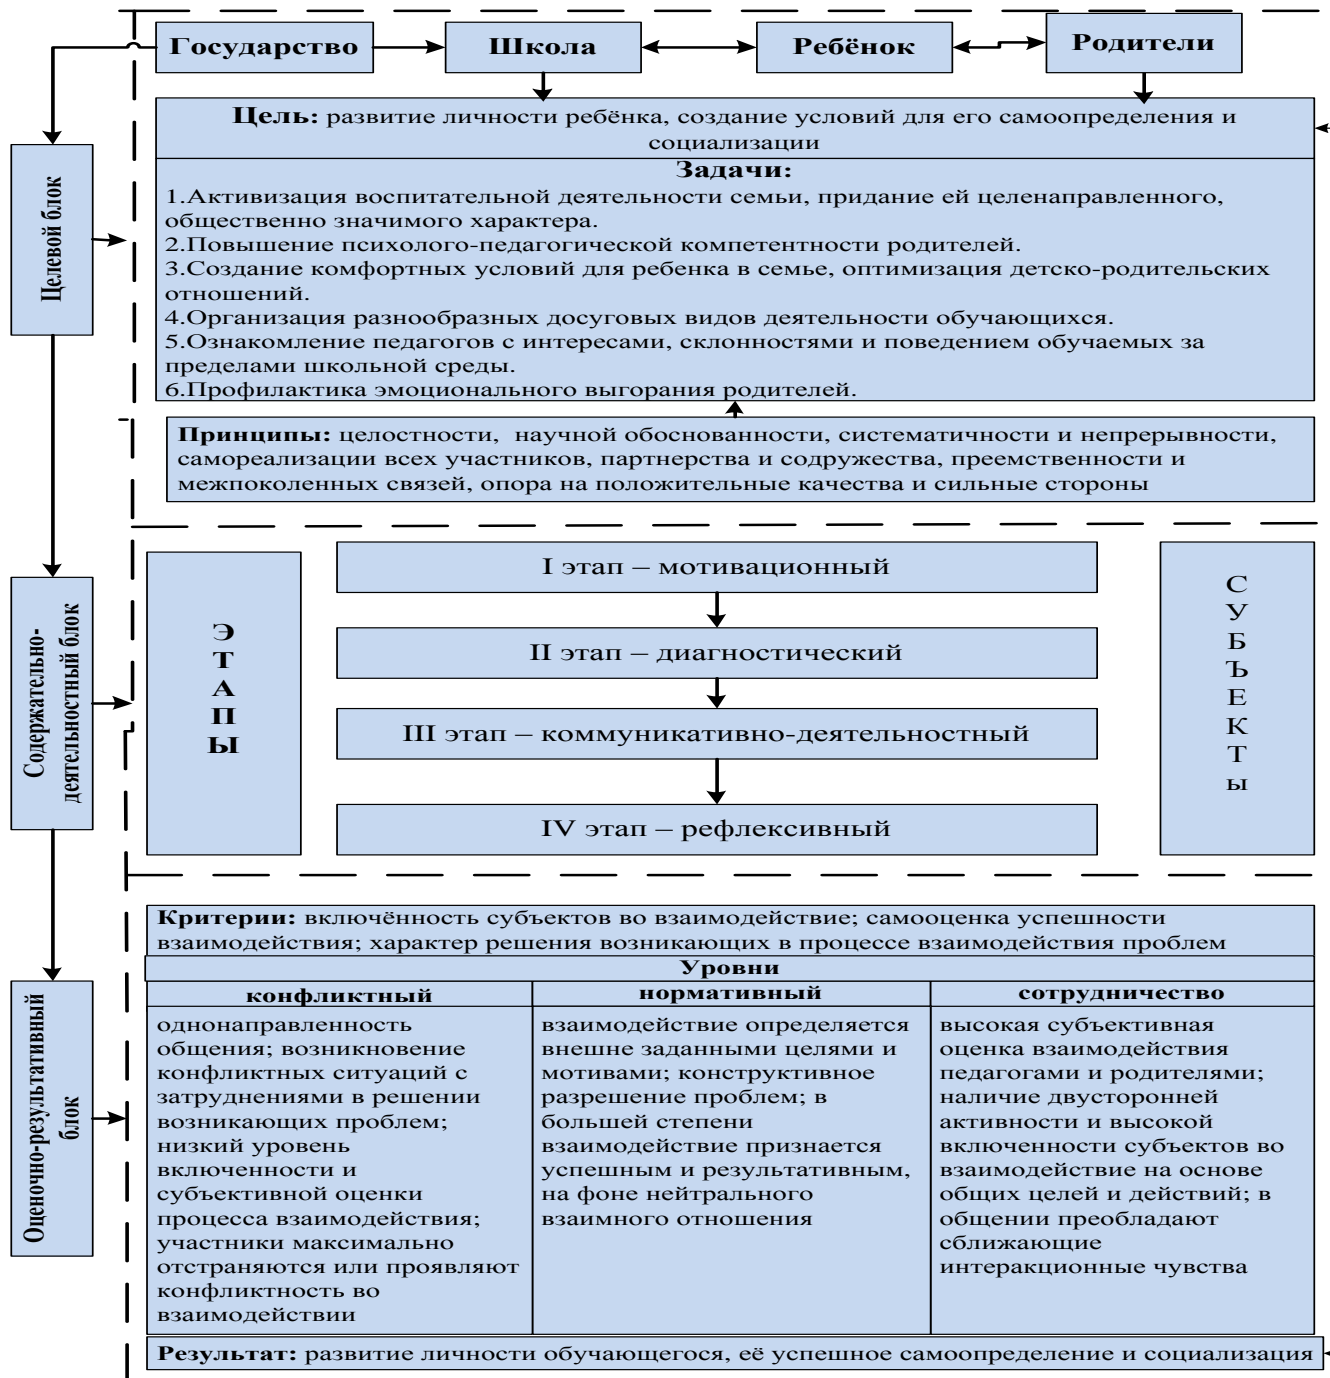 Государство
Школа
Ребёнок
Родители
Цель: развитие личности ребёнка, создание условий для его самоопределения и
социализации
Задачи:
1.Активизация воспитательной деятельности семьи, придание ей целенаправленного,
общественно значимого характера.
2.Повышение психолого-педагогической компетентности родителей.
3.Создание комфортных условий для ребенка в семье, оптимизация детско-родительских
отношений.
4.Организация разнообразных досуговых видов деятельности обучающихся.
5.Ознакомление педагогов с интересами, склонностями и поведением обучаемых за
пределами школьной среды.
6.Профилактика эмоционального выгорания родителей.
Целевой блок
Принципы: целостности, научной обоснованности, систематичности и непрерывности,
самореализации всех участников, партнерства и содружества, преемственности и
межпоколенных связей, опора на положительные качества и сильные стороны
Содержательно-
деятельностный блок
ЭТАПЫ
I этап – мотивационный
II этап – диагностический
III этап – коммуникативно-деятельностный
IV этап – рефлексивный
СУБЪЕКТы
Оценочно-результативный
блок
Критерии: включённость субъектов во взаимодействие; самооценка успешности
взаимодействия; характер решения возникающих в процессе взаимодействия проблем
Уровни
конфликтный
однонаправленность
общения; возникновение
конфликтных ситуаций с
затруднениями в решении
возникающих проблем;
низкий уровень
включенности и
субъективной оценки
процесса взаимодействия;
участники максимально
отстраняются или проявляют
конфликтность во
взаимодействии
нормативный
взаимодействие определяется
внешне заданными целями и
мотивами; конструктивное
разрешение проблем; в
большей степени
взаимодействие признается
успешным и результативным,
на фоне нейтрального
взаимного отношения
сотрудничество
высокая субъективная
оценка взаимодействия
педагогами и родителями;
наличие двусторонней
активности и высокой
включенности субъектов во
взаимодействие на основе
общих целей и действий; в
общении преобладают
сближающие
интеракционные чувства
Результат: развитие личности обучающегося, её успешное самоопределение и социализация